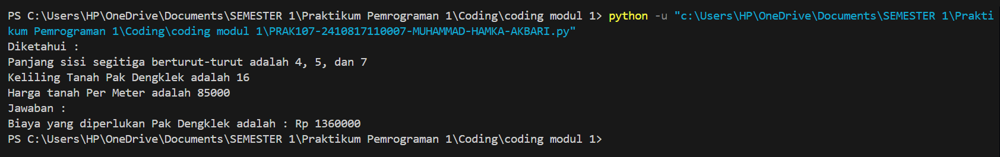 PS C:\Users\HP\OneDrive\Documents\SEMESTER 1\Praktikum Pemrograman 1\Coding\coding modul 1> python -u "c:\Users\HP\OneDrive\Documents\SEMESTER 1\Prakti
kum Pemrograman 1\Coding\coding modul 1\PRAK107-2410817110007-MUHAMMAD-HAMKA-AKBARI.py"
Diketahui :
Panjang sisi segitiga berturut-turut adalah 4, 5, dan 7
Keliling Tanah Pak Dengklek adalah 16
Harga tanah Per Meter adalah 85000
Jawaban :
Biaya yang diperlukan Pak Dengklek adalah : Rp 1360000
PS C:\Users\HP\OneDrive\Documents\SEMESTER 1\Praktikum Pemrograman 1\Coding\coding modul 1>